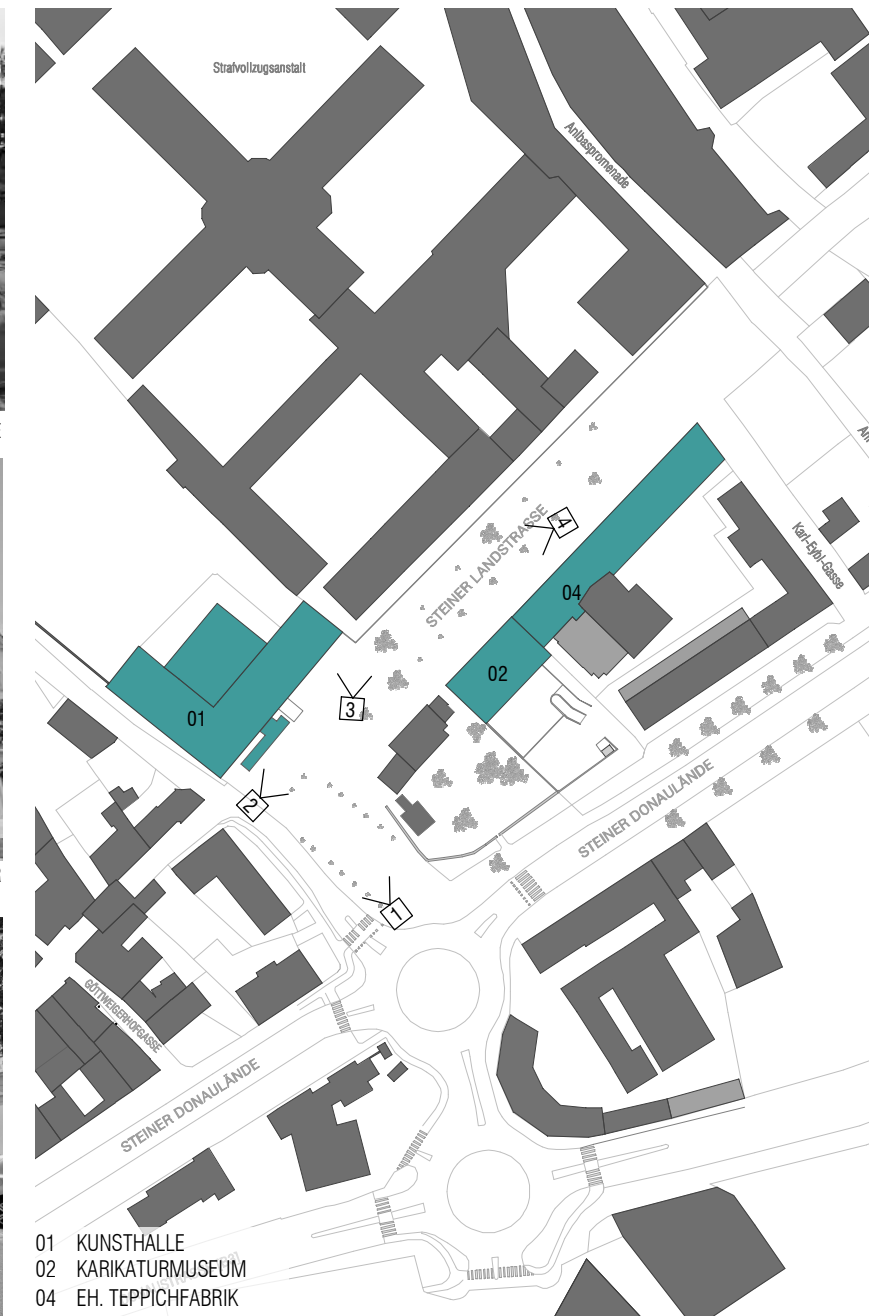 Strafvollzugsanstalt
Anlbaspromenade
STEINER LANDSTRASSE
4
04
Karl-Eybl-Gasse
02
01
3
2
1
STEINER DONAULÄNDE
GÖTTWEIGERHOFGASSE
STEINER DONAULÄNDE
01 KUNSTHALLE
02 KARIKATURMUSEUM
04 EH. TEPPICHFABRIK